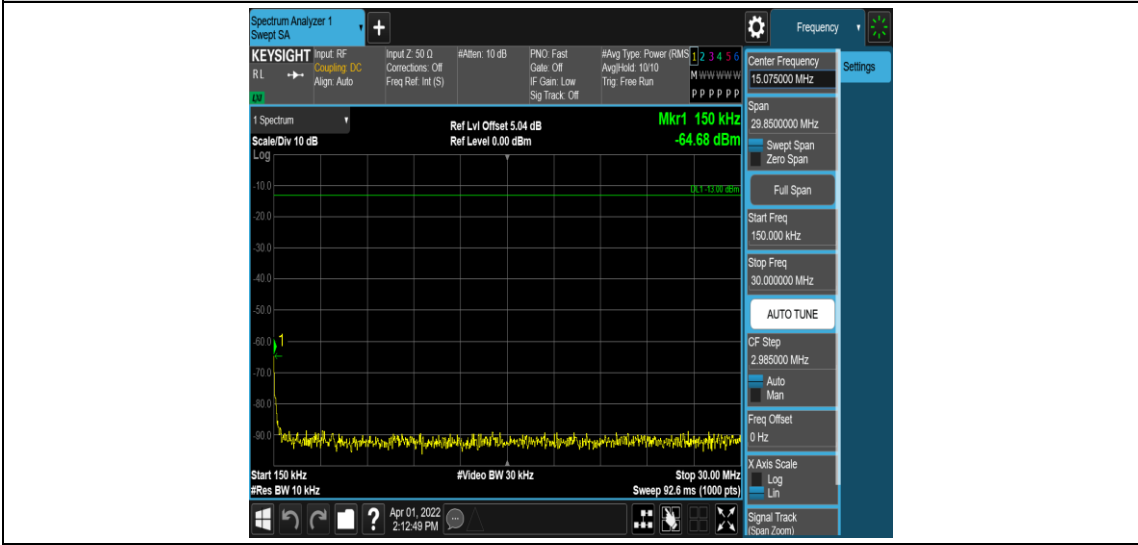 Spectrum Analyzer 1
Swept SA
Frequency
KEYSIGHT
RL
LXI
Input: RF
Coupling: DC
Align: Auto
Input Z: 50 Ω
Corrections: Off
Freq Ref: Int (S)
#Atten: 10 dB
PNO: Fast
Gate: Off
IF Gain: Low
Sig Track: Off
#Avg Type: Power (RMS
Avg|Hold: 10/10
Trig: Free Run
1 2 3 4 5 6
M W W W W W
P P P P P P
1 Spectrum
Scale/Div 10 dB
Log
Ref Lvl Offset 5.04 dB
Ref Level 0.00 dBm
Mkr1 150 kHz
-64.68 dBm
DL1 -13.00 dBm
-10.0
-20.0
-30.0
-40.0
-50.0
-60.0
1
-70.0
-80.0
-90.0
Start 150 kHz
#Video BW 30 kHz
Stop 30.00 MHz
#Res BW 10 kHz
Sweep 92.6 ms (1000 pts)
?
Apr 01, 2022
2:12:49 PM
Center Frequency
15.075000 MHz
Settings
Span
29.8500000 MHz
Swept Span
Zero Span
Full Span
Start Freq
150.000 kHz
Stop Freq
30.000000 MHz
AUTO TUNE
CF Step
2.985000 MHz
Auto
Man
Freq Offset
0 Hz
X Axis Scale
Log
Lin
Signal Track
(Span Zoom)